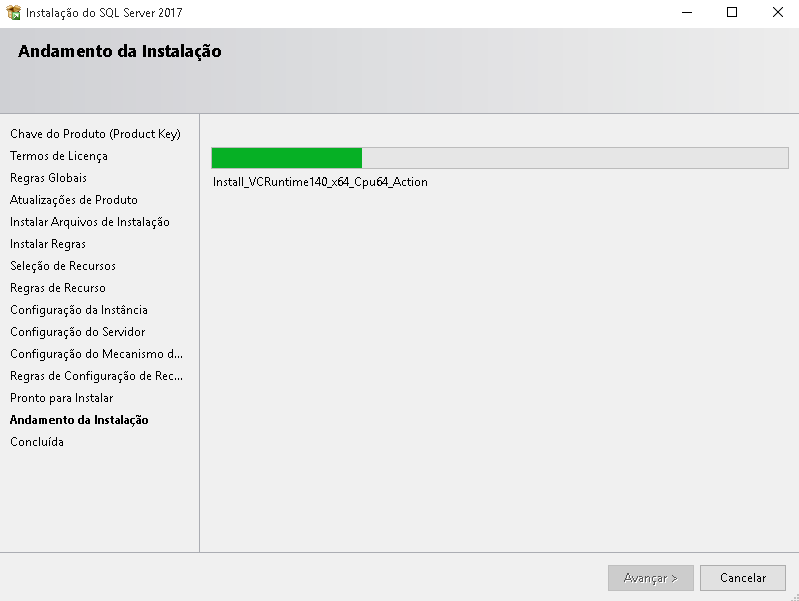 Instalação do SQL Server 2017
Andamento da Instalação
Chave do Produto (Product Key)
Termos de Licença
Regras Globais
Atualizações de Produto
Instalar Arquivos de Instalação
Instalar Regras
Seleção de Recursos
Regras de Recurso
Configuração da Instância
Configuração do Servidor
Configuração do Mecanismo d...
Regras de Configuração de Rec...
Pronto para Instalar
Andamento da Instalação
Concluída
Install_VCRuntime140_x64_Cpu64_Action
Avançar >
Cancelar